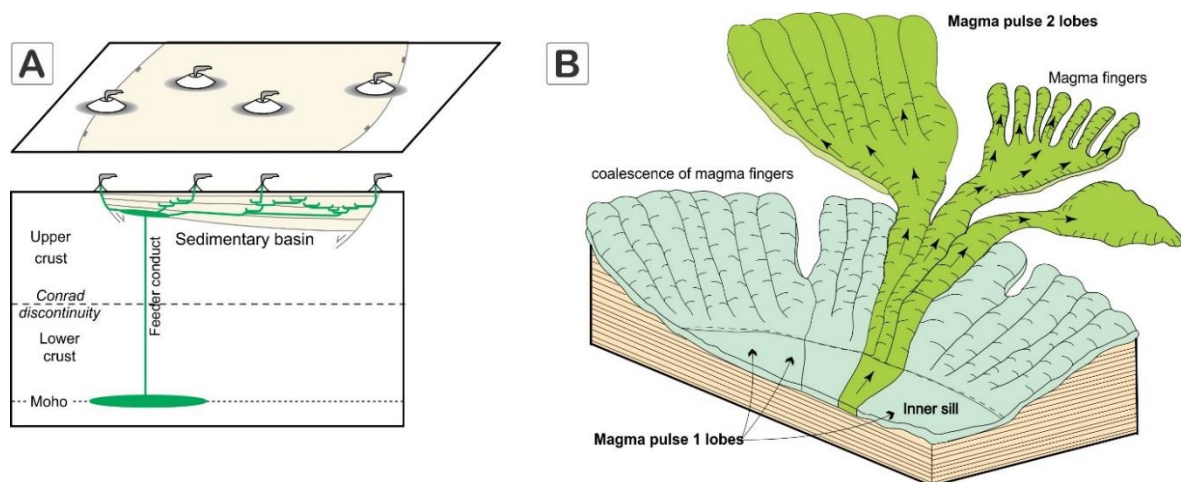 A
Upper
crust
Sedimentary basin
Feeder conduct
Conrad
discontinuity
Lower
crust
Moho
B
Magma pulse 2 lobes
Magma fingers
coalescence of magma fingers
Inner sill
Magma pulse 1 lobes